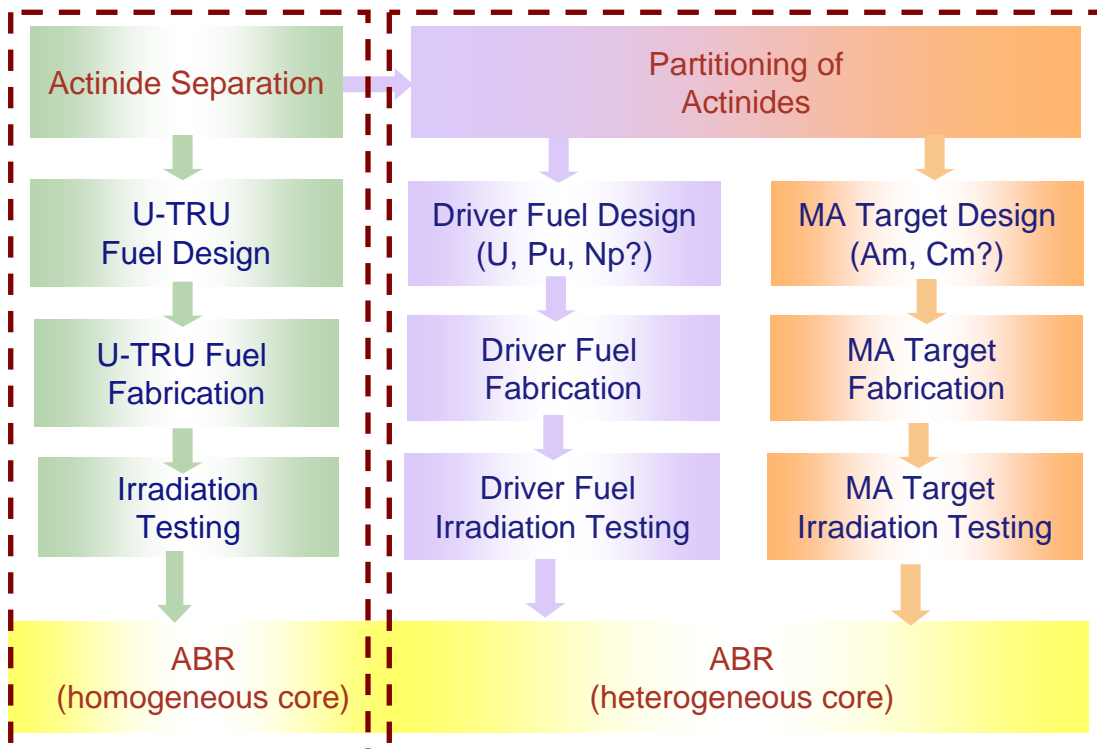 Actinide Separation
Partitioning of
Actinides
U-TRU
Fuel Design
Driver Fuel Design
(U, Pu, Np?)
MA Target Design
(Am, Cm?)
U-TRU Fuel
Fabrication
Driver Fuel
Fabrication
MA Target
Fabrication
Irradiation
Testing
Driver Fuel
Irradiation Testing
MA Target
Irradiation Testing
ABR
(homogeneous core)
ABR
(heterogeneous core)